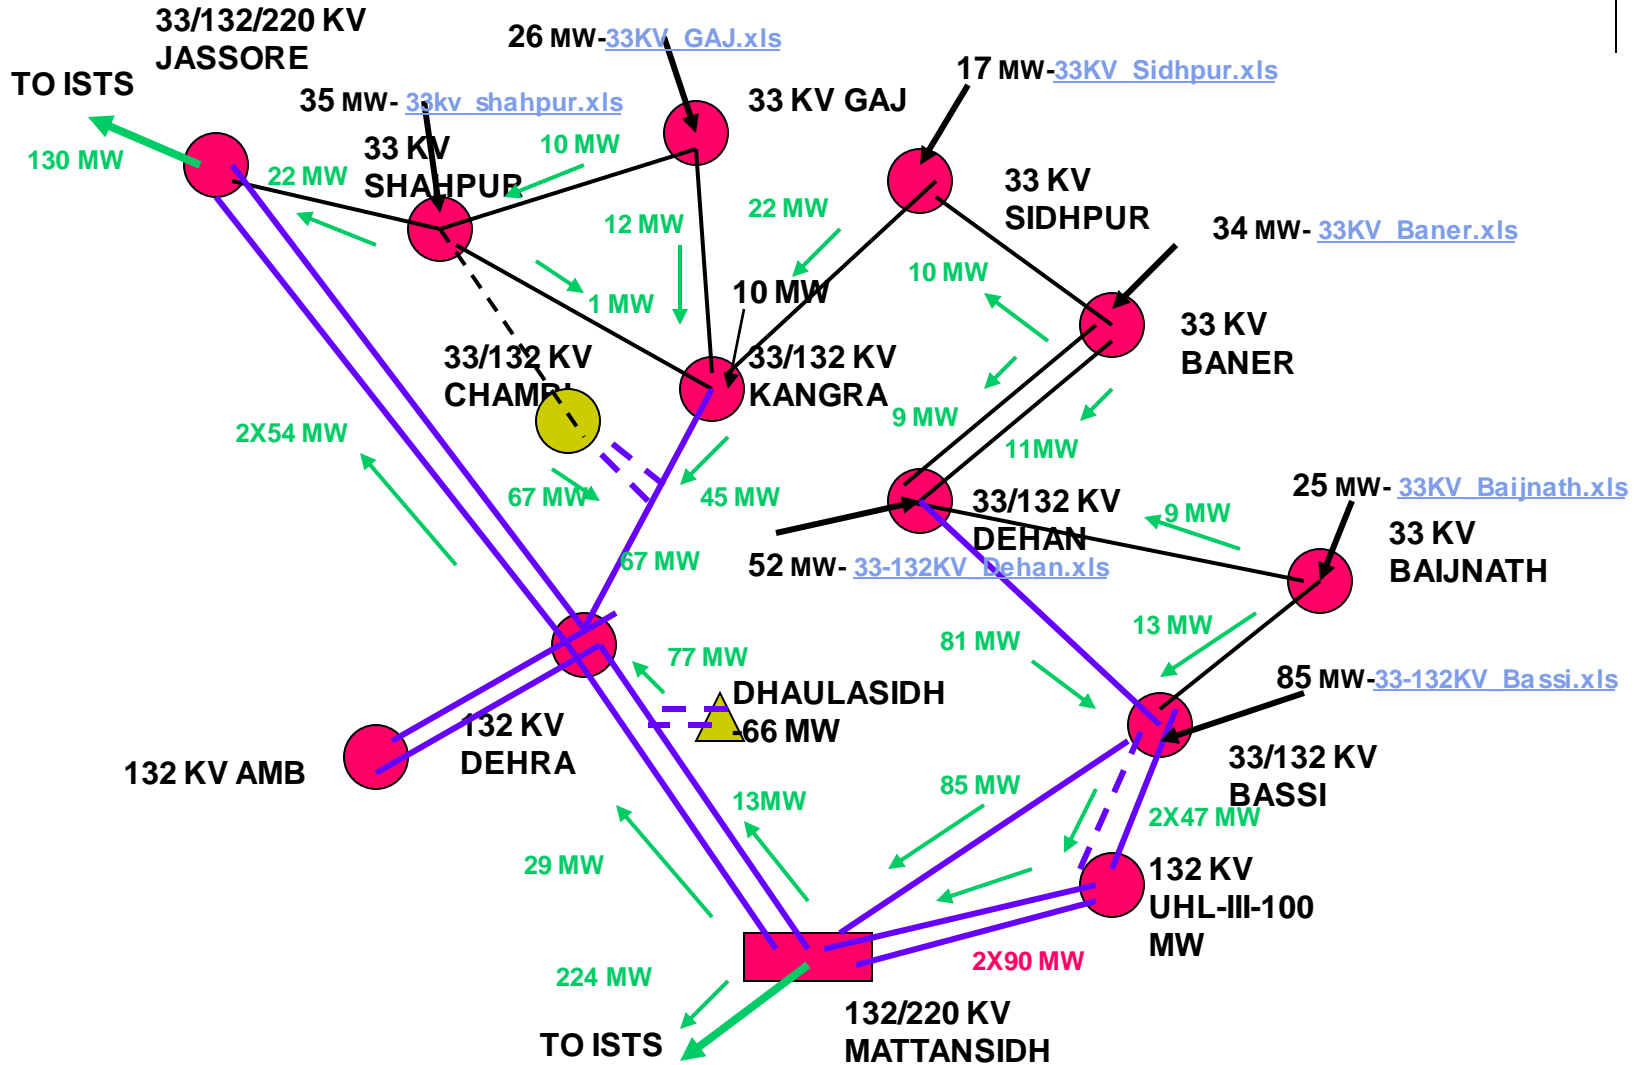 33/132/220 KV
JASSORE
26 MW-33KV_GAJ.xls
17 MW-33KV_Sidhpur.xls
TO ISTS
35 MW- 33kv_shahpur.xls
33 KV GAJ
130 MW
33 KV
SHAHPUR
10 MW
22 MW
33 KV
SIDHPUR
12 MW
22 MW
34 MW- 33KV_Baner.xls
10 MW
1 MW
10 MW
33 KV
BANER
33/132 KV
CHAMBI
33/132 KV
KANGRA
9 MW
2X54 MW
11MW
67 MW
45 MW
33/132 KV
DEHAN
25 MW- 33KV_Baijnath.xls
9 MW
33 KV
BAIJNATH
67 MW
52 MW- 33-132KV_Dehan.xls
81 MW
13 MW
77 MW
85 MW-33-132KV_Bassi.xls
DHAULASIDH
-66 MW
132 KV
DEHRA
132 KV AMB
33/132 KV
BASSI
85 MW
13MW
2X47 MW
29 MW
132 KV
UHL-III-100
MW
2X90 MW
224 MW
132/220 KV
MATTANSIDH
TO ISTS